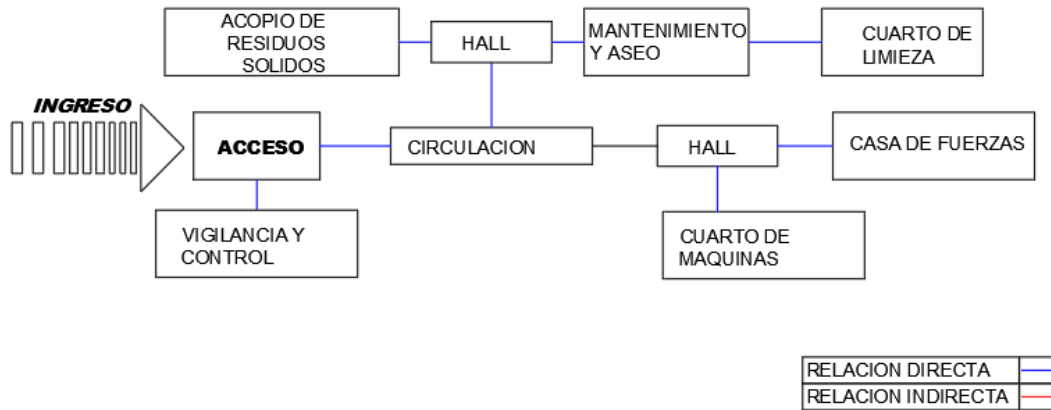 ACOPIO DE
RESIDUOS
SOLIDOS
HALL
MANTENIMIENTO
Y ASEO
CUARTO DE
LIMIEZA
INGRESO
ACCESO
CIRCULACION
HALL
CASA DE FUERZAS
VIGILANCIA Y
CONTROL
CUARTO DE
MAQUINAS
RELACION DIRECTA
RELACION INDIRECTA